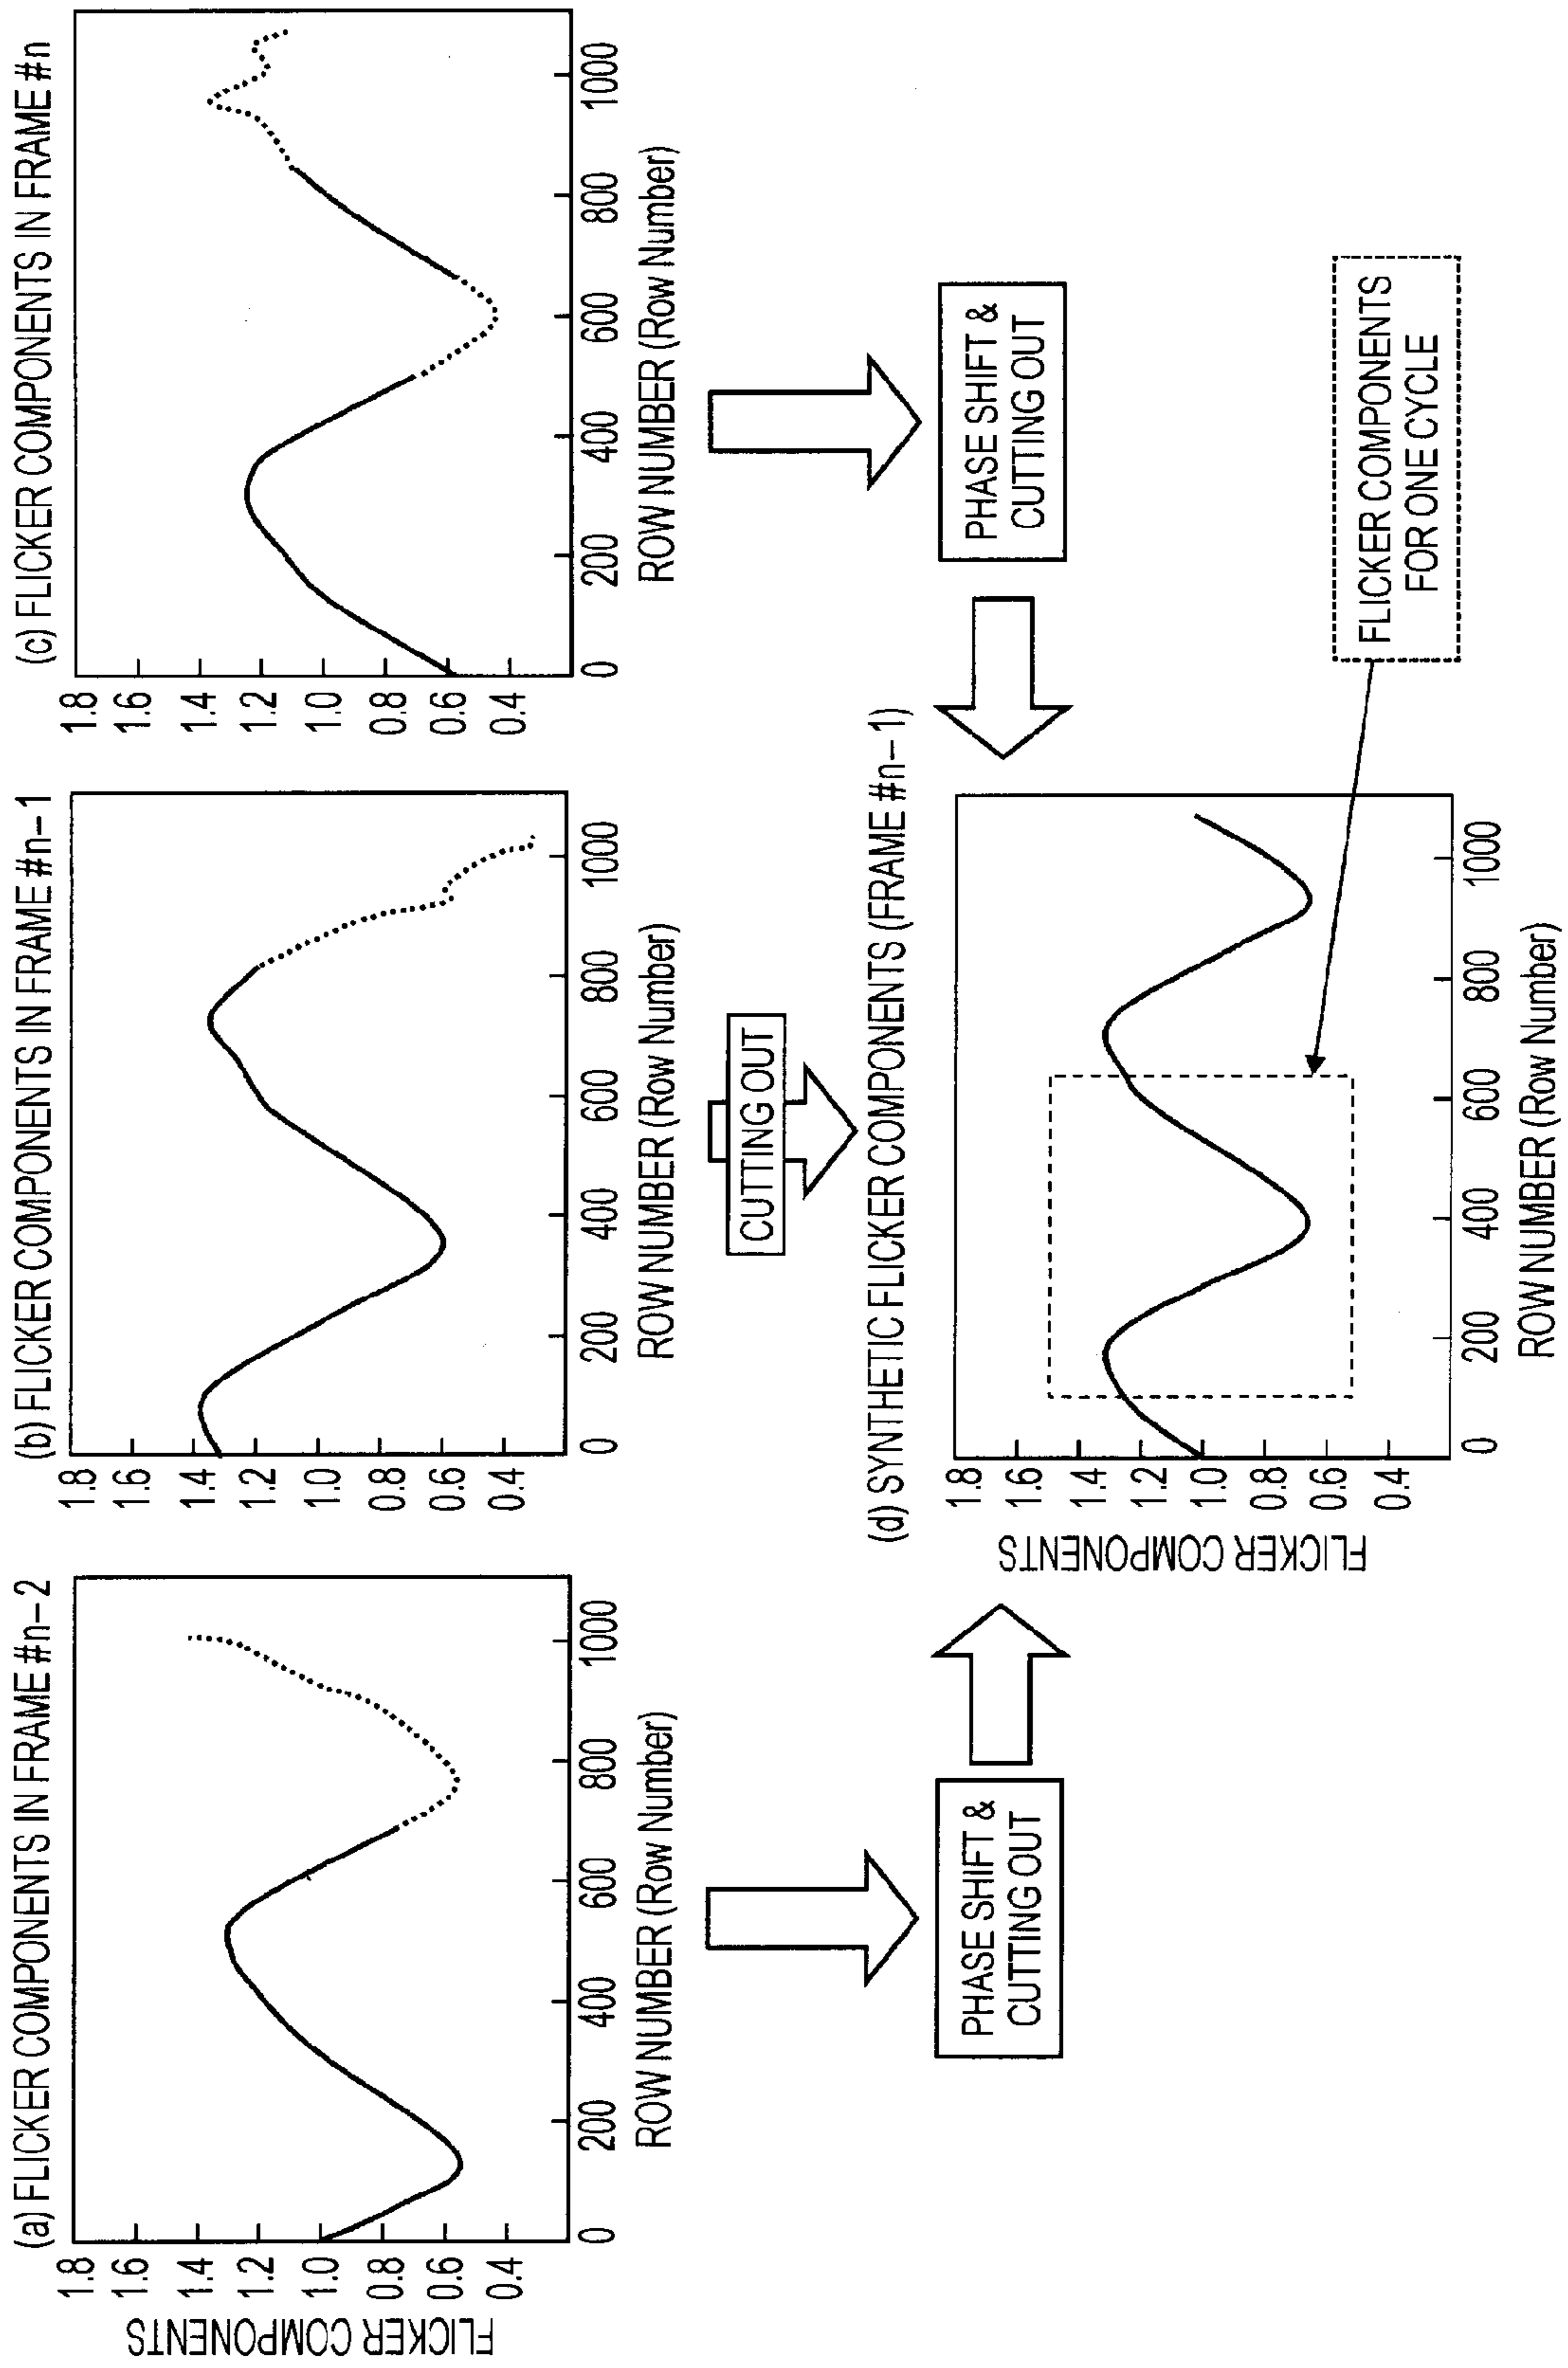 (a) FLICKER COMPONENTS IN FRAME #n-2
FLICKER COMPONENTS
1.8
1.6
1.4
1.2
1.0
0.8
0.6
0.4
0 200 400 600 800 1000
ROW NUMBER (Row Number)
(b) FLICKER COMPONENTS IN FRAME #n-1
1.8
1.6
1.4
1.2
1.0
0.8
0.6
0.4
0 200 400 600 800 1000
ROW NUMBER (Row Number)
(c) FLICKER COMPONENTS IN FRAME #n
1.8
1.6
1.4
1.2
1.0
0.8
0.6
0.4
0 200 400 600 800 1000
ROW NUMBER (Row Number)
PHASE SHIFT &
CUTTING OUT
CUTTING OUT
PHASE SHIFT &
CUTTING OUT
(d) SYNTHETIC FLICKER COMPONENTS (FRAME #n-1)
FLICKER COMPONENTS
1.8
1.6
1.4
1.2
1.0
0.8
0.6
0.4
0 200 400 600 800 1000
ROW NUMBER (Row Number)
FLICKER COMPONENTS
FOR ONE CYCLE